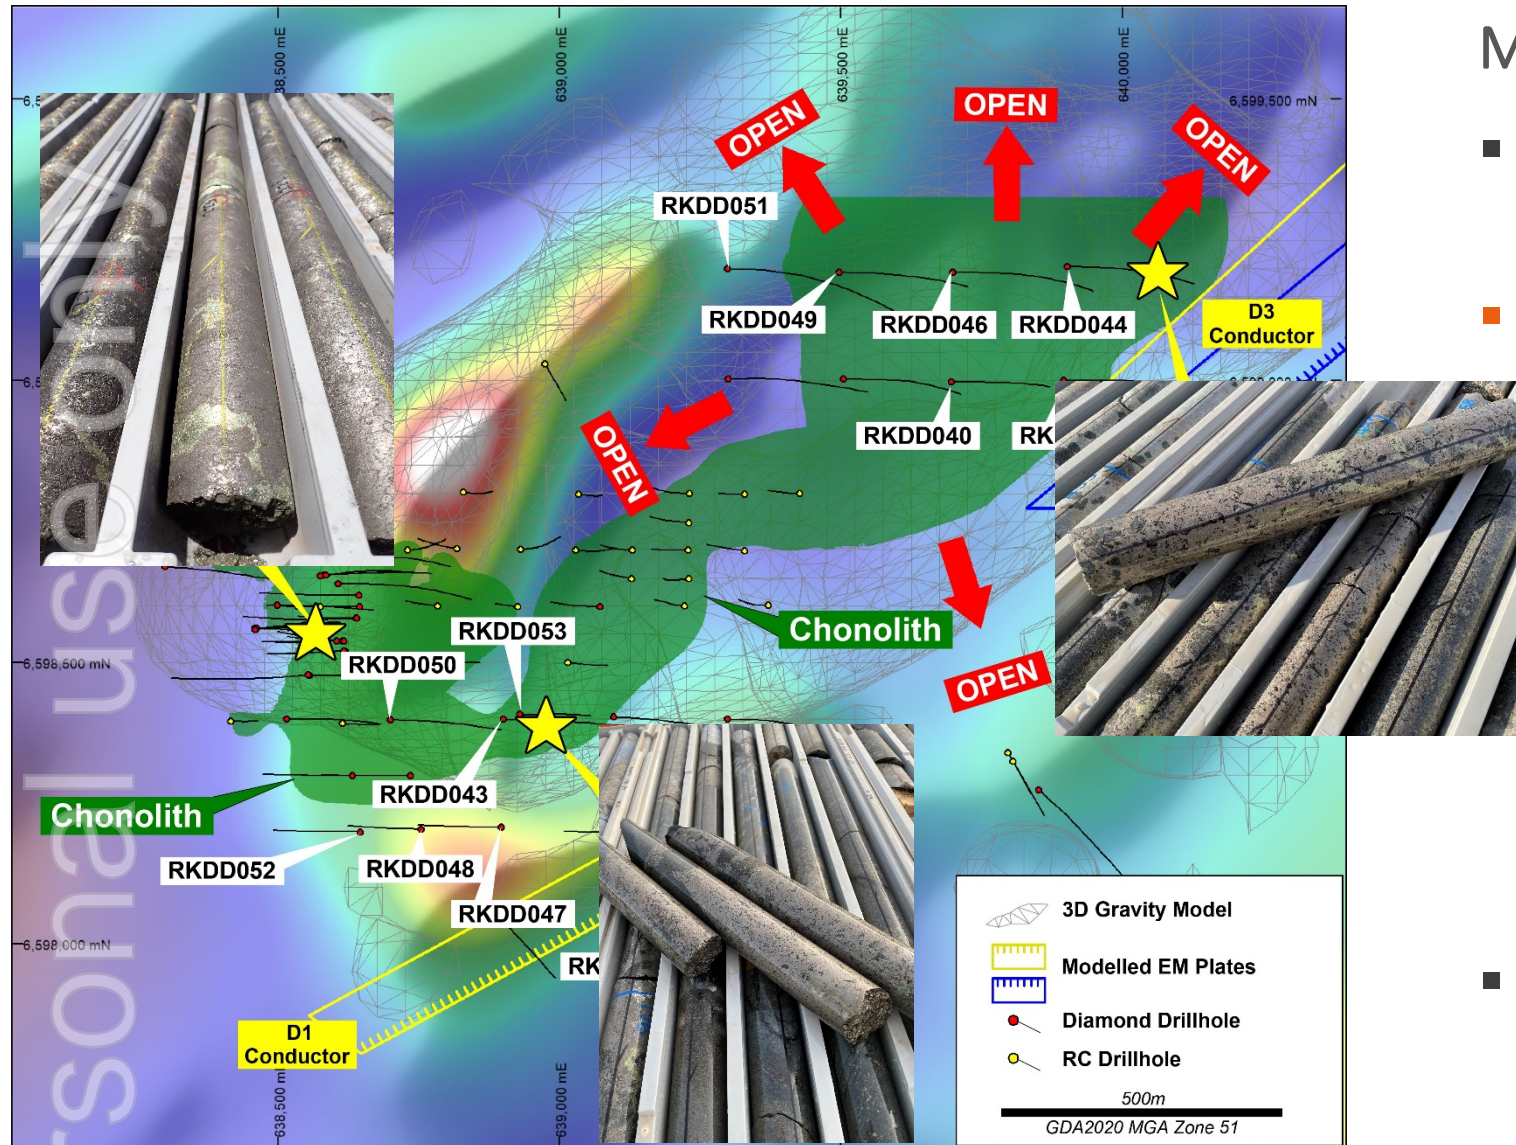 638,500 mE
639,000 mE
639,500 mE
640,000 mE
M
6,599,500 mN
OPEN
OPEN
OPEN
RKDD051
RKDD049
RKDD046
RKDD044
D3
Conductor
RKDD040
RK
OPEN
Chonolith
RKDD053
6,598,500 mN
RKDD050
OPEN
RKDD043
Chonolith
RKDD052
RKDD048
RKDD047
6,598,000 mN
RK
D1
Conductor
639,000 mE
3D Gravity Model
Modelled EM Plates
Diamond Drillhole
RC Drillhole
500m
GDA2020 MGA Zone 51
rsonal use only